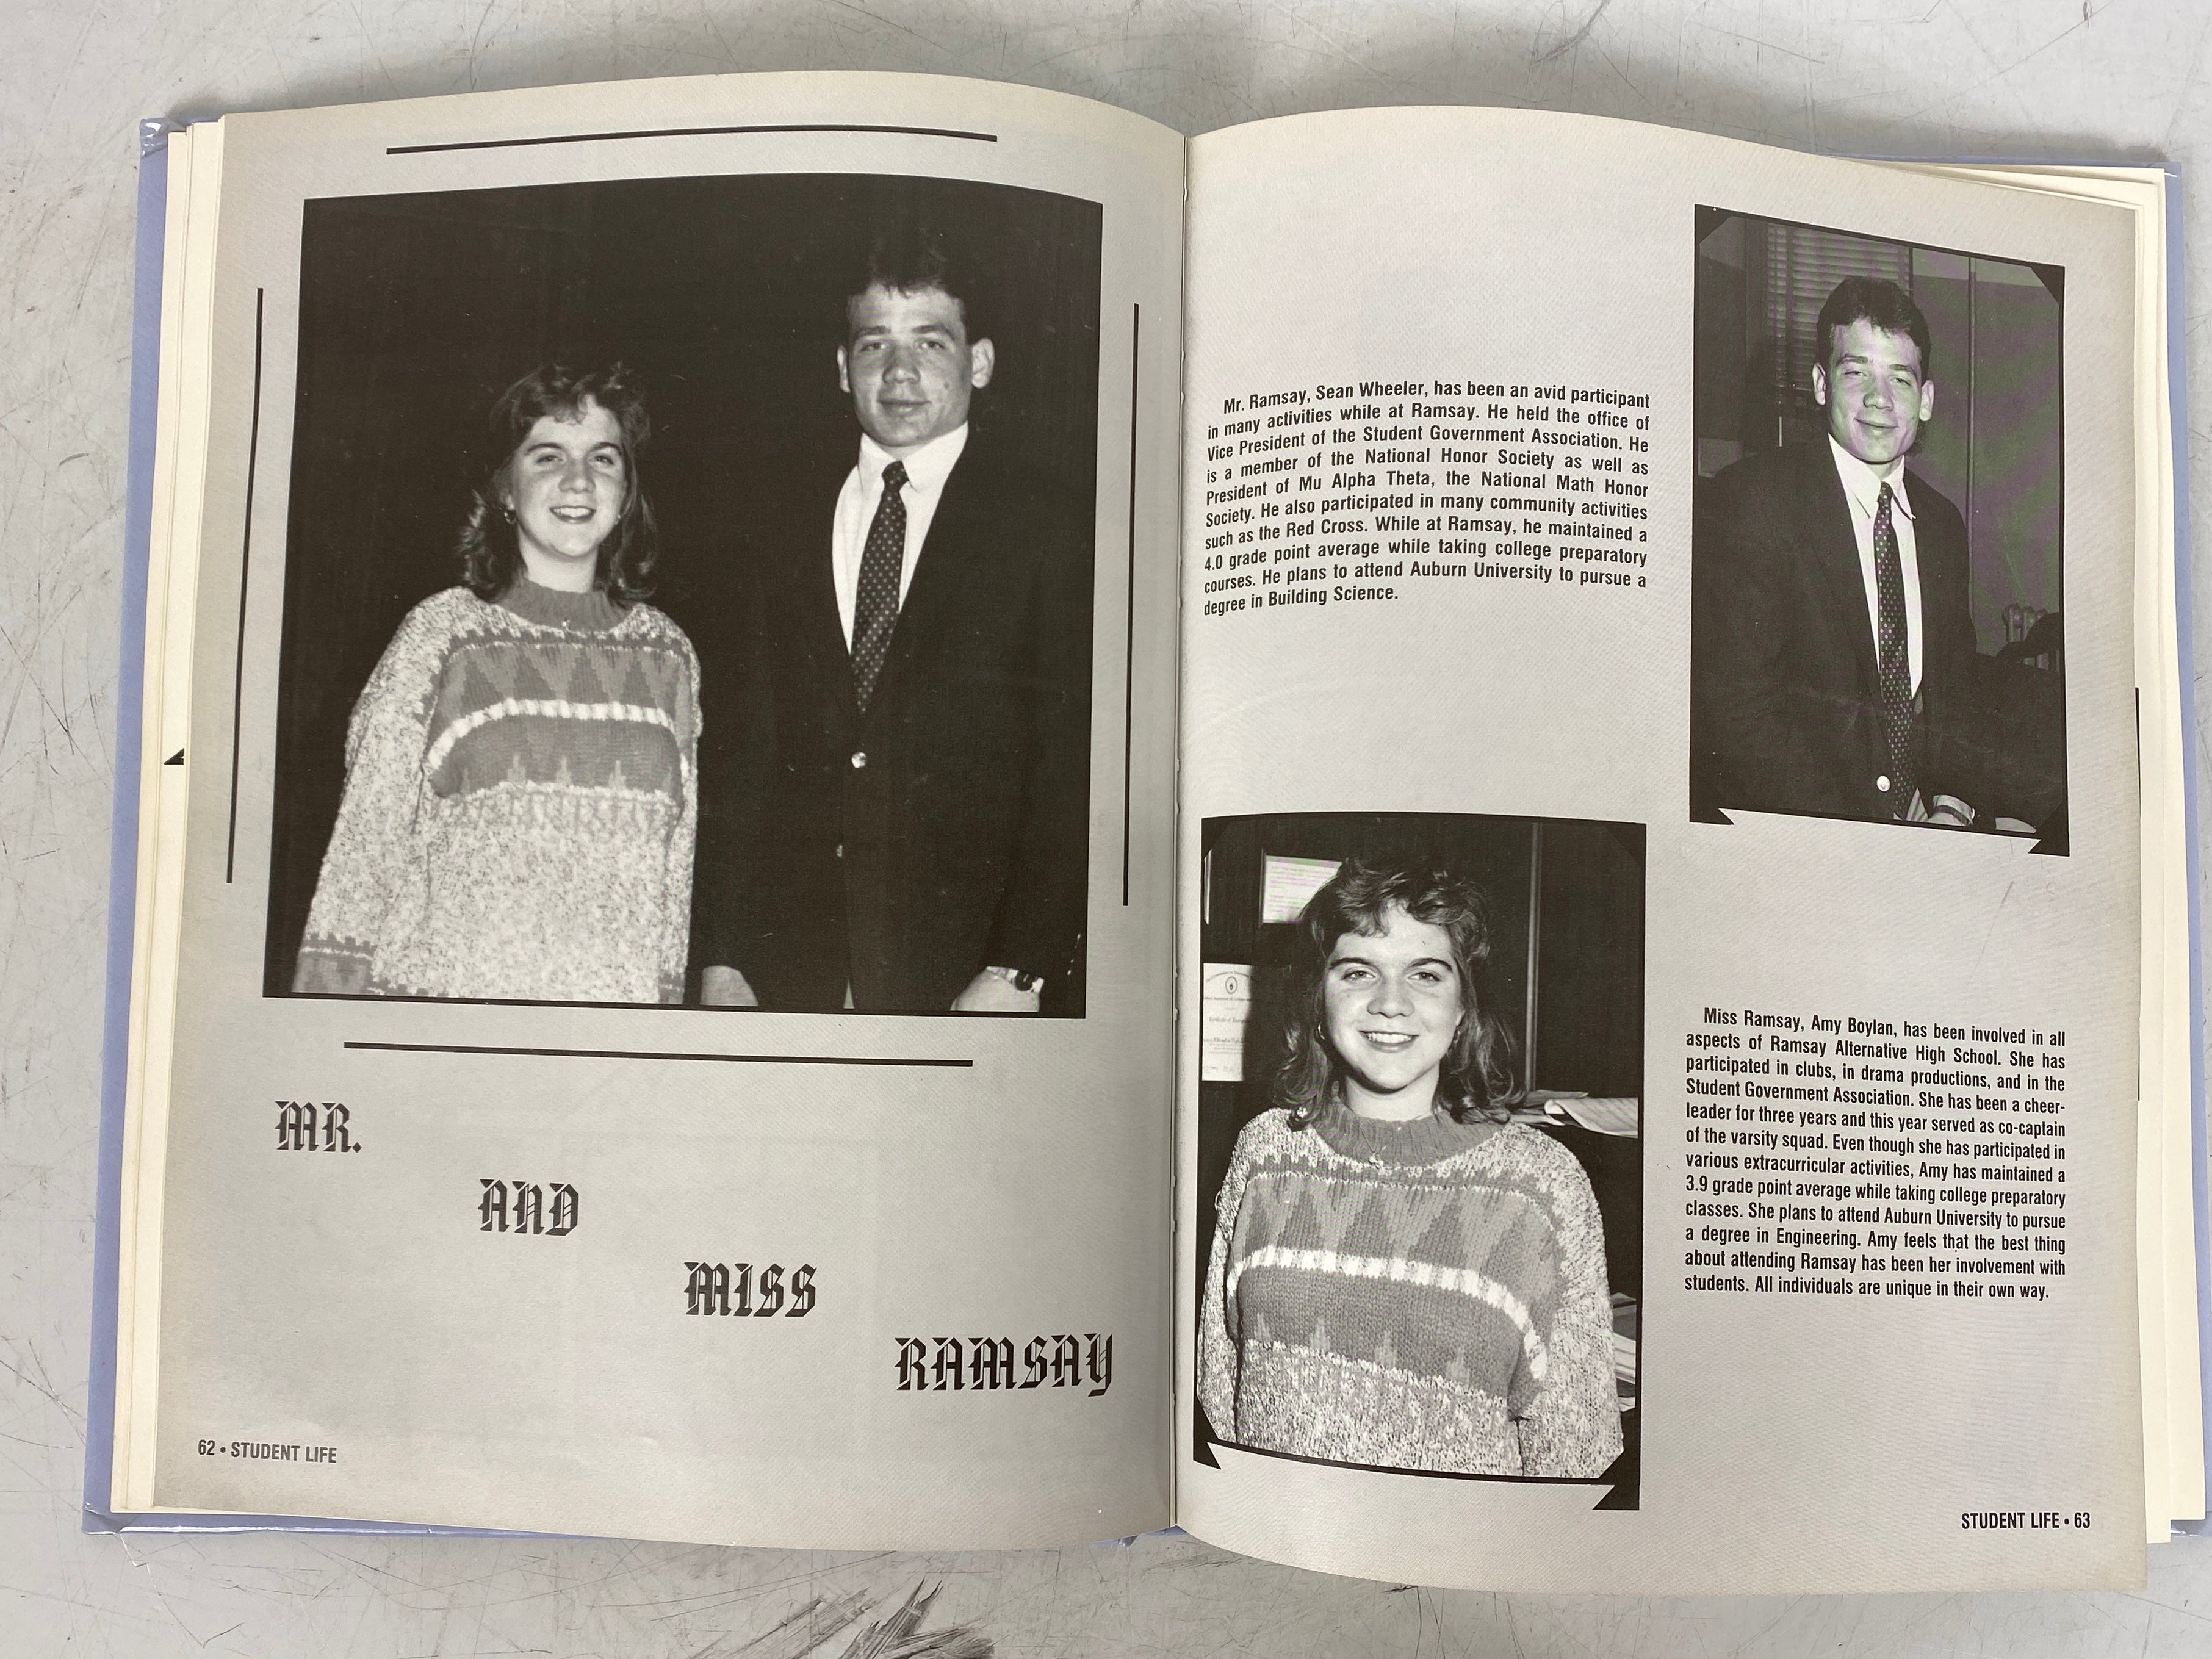 MR.
AND
MISS
RAMSAY
62 • STUDENT LIFE
Mr. Ramsay, Sean Wheeler, has been an avid participant
in many activities while at Ramsay. He held the office of
Vice President of the Student Government Association. He
is a member of the National Honor Society as well as
President of Mu Alpha Theta, the National Math Honor
Society. He also participated in many community activities
such as the Red Cross. While at Ramsay, he maintained a
4.0 grade point average while taking college preparatory
courses. He plans to attend Auburn University to pursue a
degree in Building Science.
Miss Ramsay, Amy Boylan, has been involved in all
aspects of Ramsay Alternative High School. She has
participated in clubs, in drama productions, and in the
Student Government Association. She has been a cheer-
leader for three years and this year served as co-captain
of the varsity squad. Even though she has participated in
various extracurricular activities, Amy has maintained a
3.9 grade point average while taking college preparatory
classes. She plans to attend Auburn University to pursue
a degree in Engineering. Amy feels that the best thing
about attending Ramsay has been her involvement with
students. All individuals are unique in their own way.
STUDENT LIFE • 63